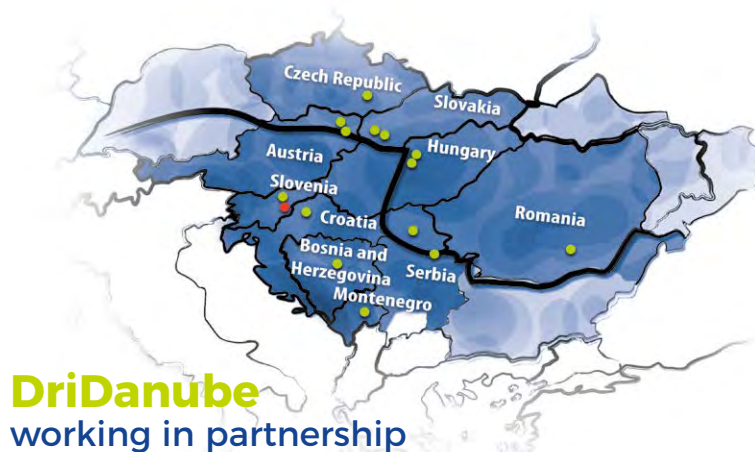 Czech Republic
Slovakia
Austria
Hungary
Slovenia
Croatia
Romania
Bosnia and
Herzegovina
Serbia
Montenegro
DriDanube
working in partnership